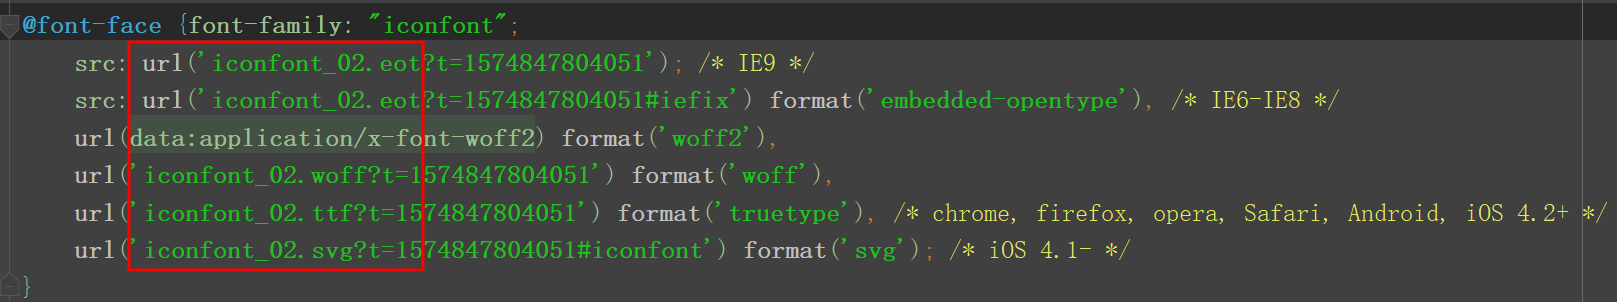 @font-face {font-family: "iconfont";
src: url('iconfont_02.eot?t=1574847804051'); /* IE9 */
src: url('iconfont_02.eot?t=1574847804051#iefix') format('embedded-opentype'), /* IE6-IE8 */
url(data:application/x-font-woff2) format('woff2'),
url('iconfont_02.woff?t=1574847804051') format('woff'),
url('iconfont_02.ttf?t=1574847804051') format('truetype'), /* chrome, firefox, opera, Safari, Android, iOS 4.2+ */
url('iconfont_02.svg?t=1574847804051#iconfont') format('svg'); /* iOS 4.1- */
}